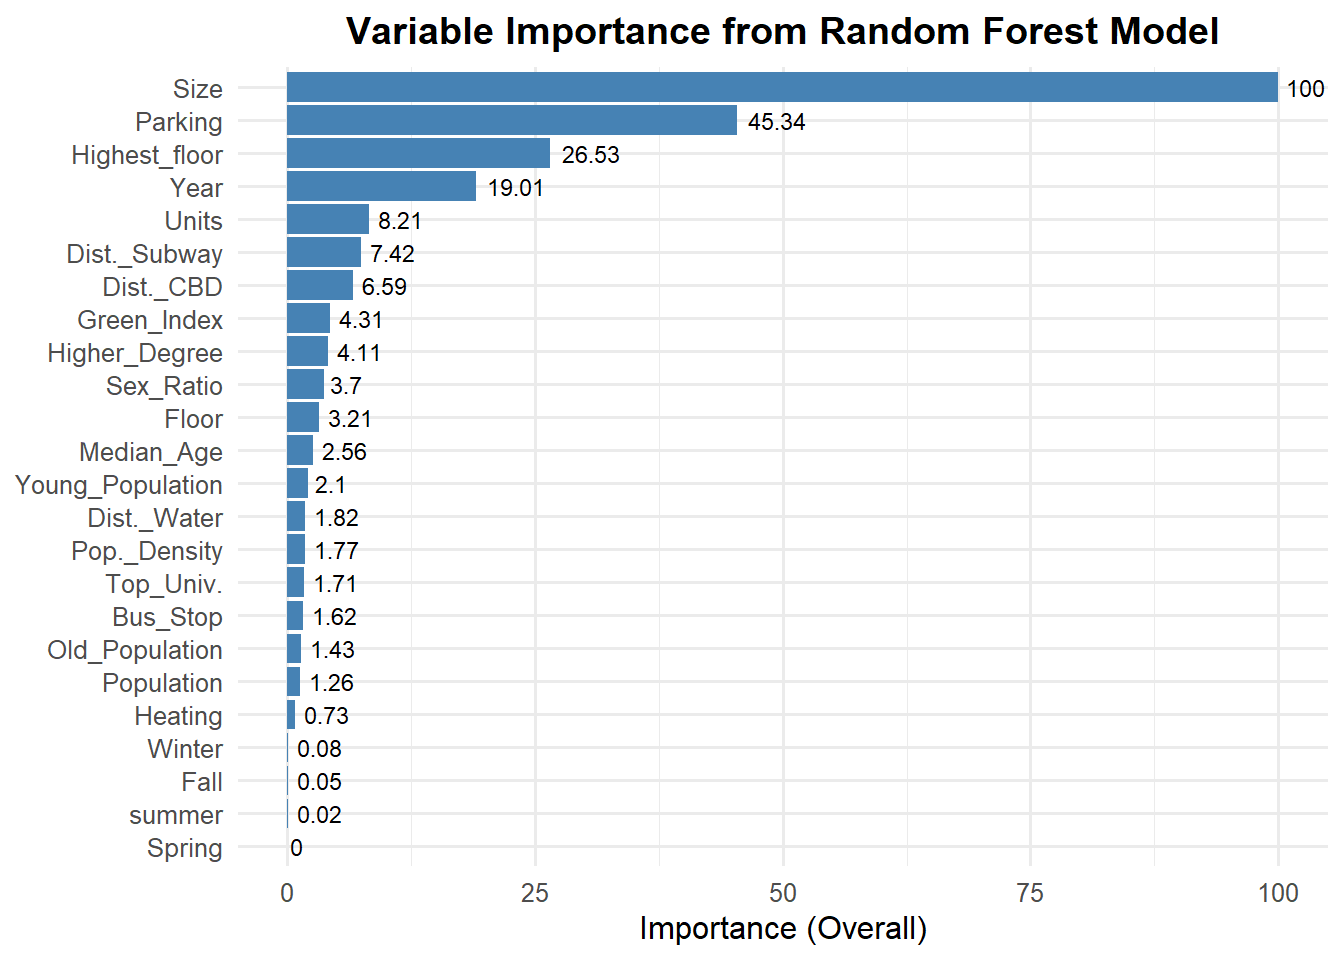 Variable Importance from Random Forest Model
Size 100
Parking 45.34
Highest_floor 26.53
Year 19.01
Units 8.21
Dist._Subway 7.42
Dist._CBD 6.59
Green_Index 4.31
Higher_Degree 4.11
Sex_Ratio 3.7
Floor 3.21
Median_Age 2.56
Young_Population 2.1
Dist._Water 1.82
Pop._Density 1.77
Top_Univ. 1.71
Bus_Stop 1.62
Old_Population 1.43
Population 1.26
Heating 0.73
Winter 0.08
Fall 0.05
summer 0.02
Spring 0
0 25 50 75 100
Importance (Overall)